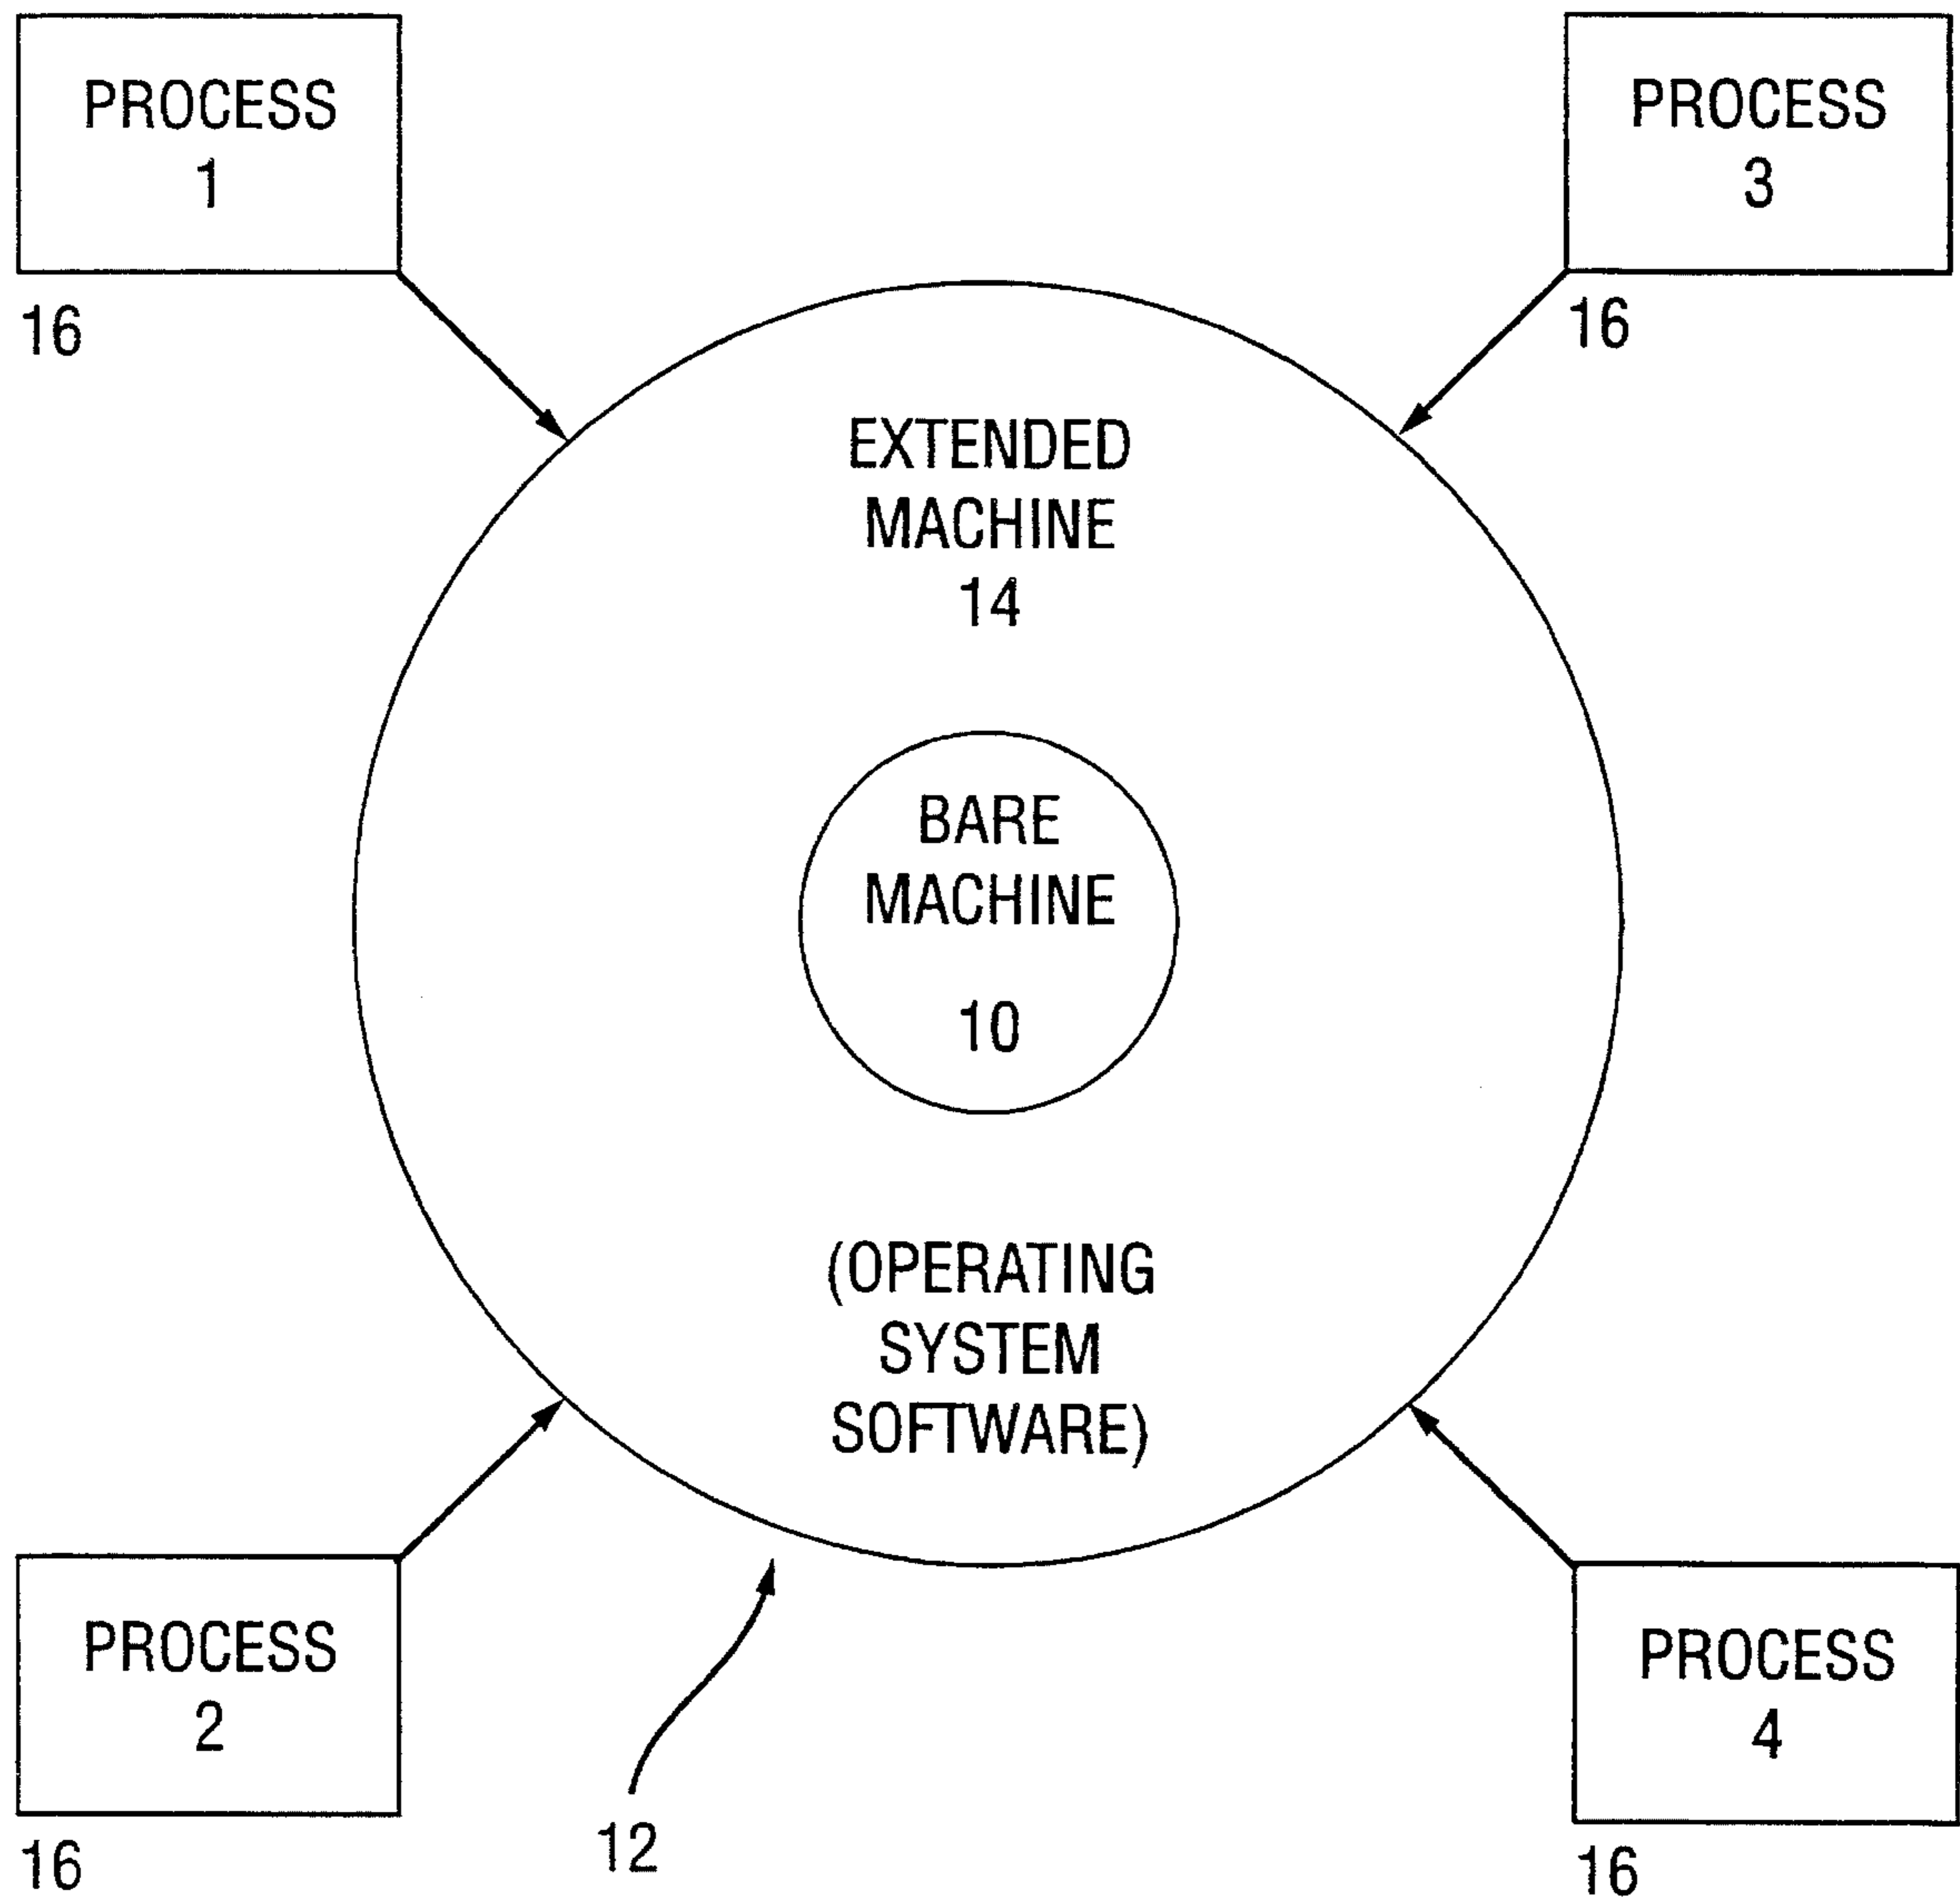 PROCESS
1
16
PROCESS
3
16
EXTENDED
MACHINE
14
BARE
MACHINE
10
(OPERATING
SYSTEM
SOFTWARE)
PROCESS
2
16
12
PROCESS
4
16